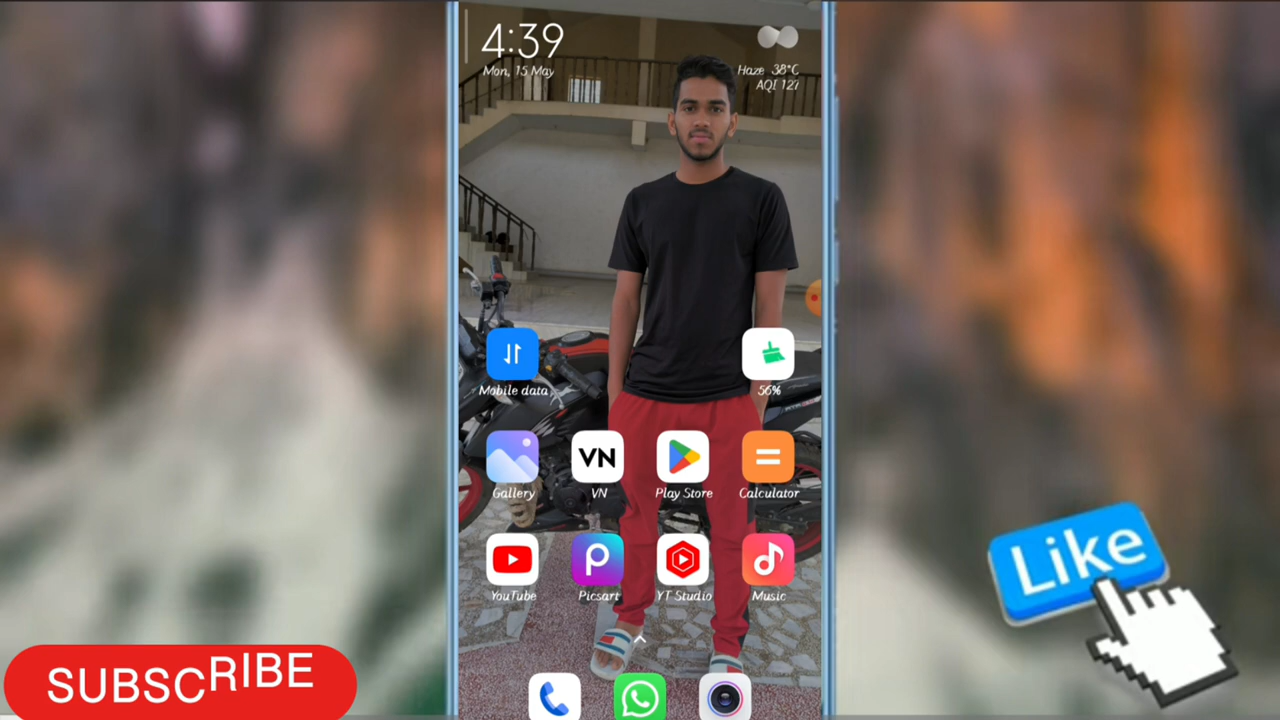 4:39
Mon, 15 May
Haze 38°C
AQI 127
Mobile data
56%
VN
Gallery
VN
Play Store
Calculator
YouTube
Picsart
YT Studio
Music
Like
SUBSCRIBE